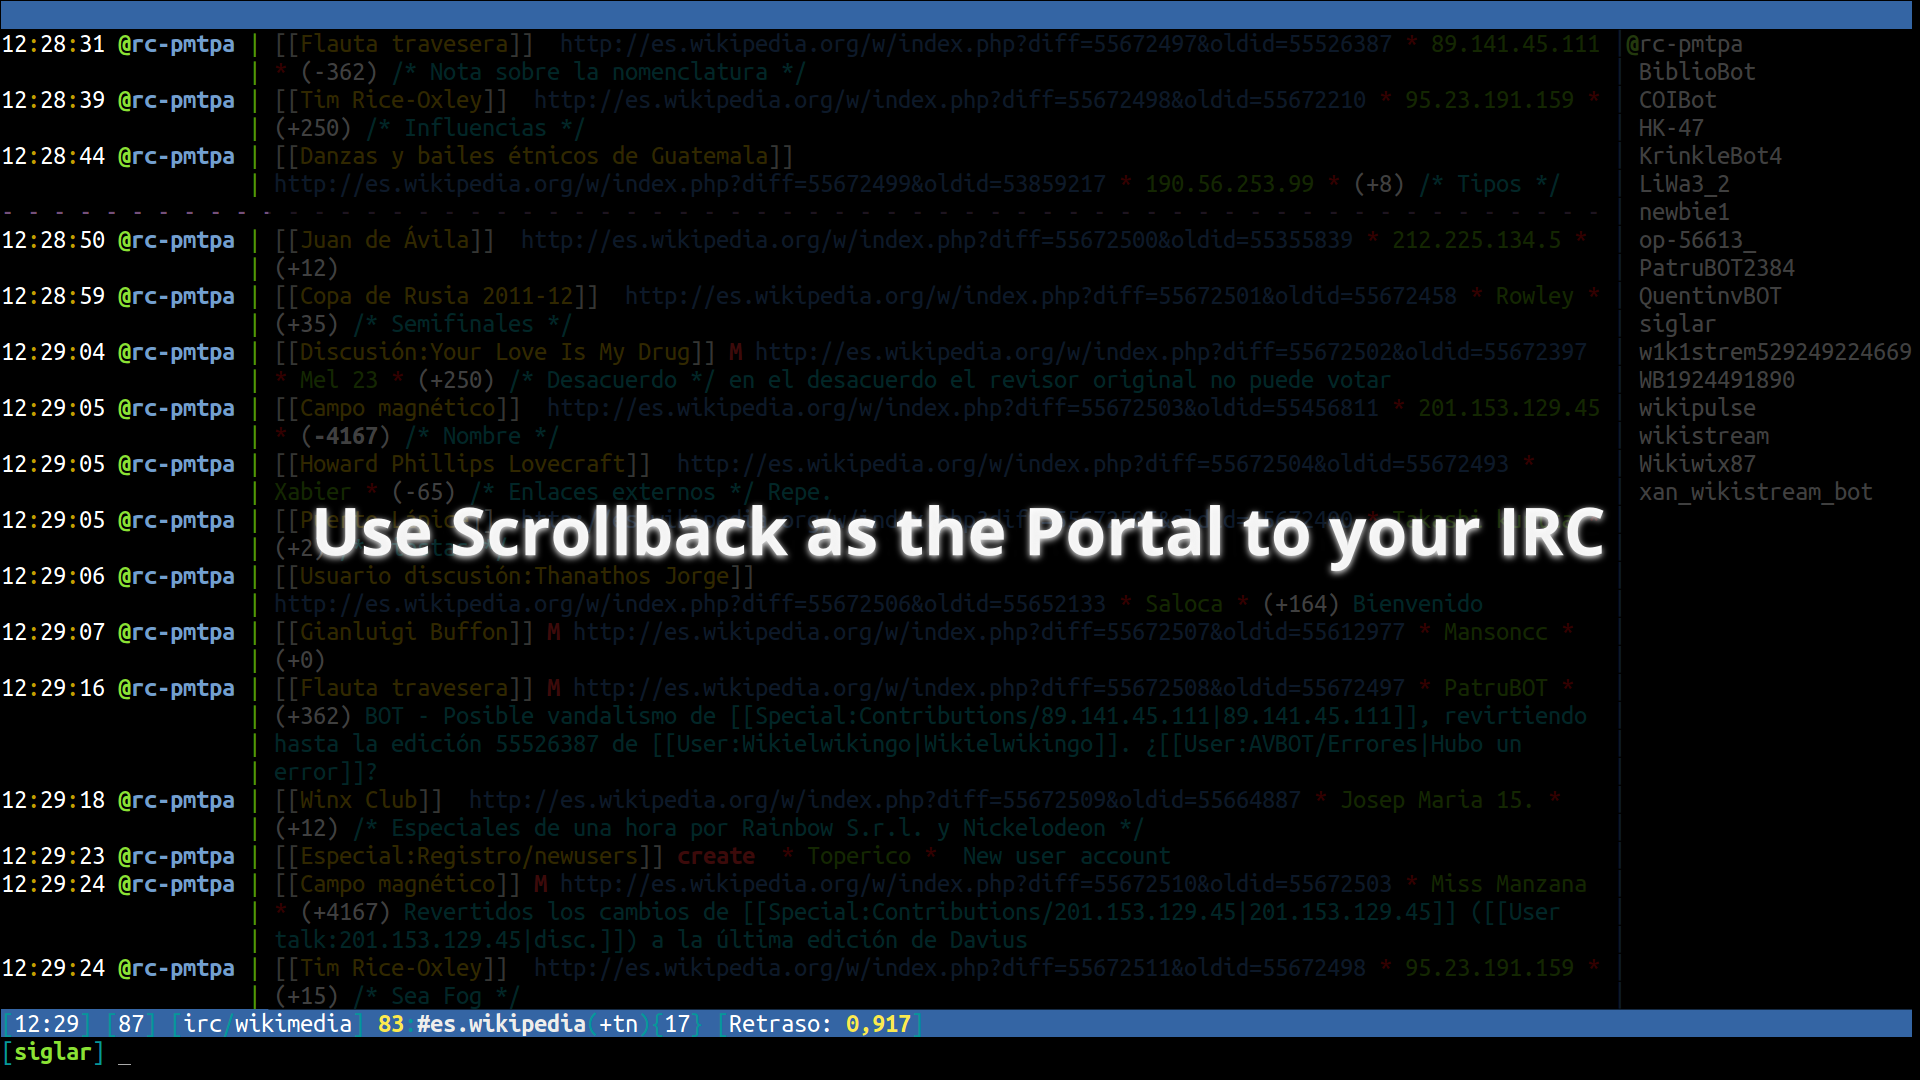 12:28:31 @rc-pmtpa | [[Flauta travesera]] http://es.wikipedia.org/w/index.php?diff=55672497&oldid=55526387 * 89.141.45.111 @rc-pmtpa
| * (-362) /* Nota sobre la nomenclatura */ BiblioBot
12:28:39 @rc-pmtpa | [[Tim Rice-Oxley]] http://es.wikipedia.org/w/index.php?diff=55672498&oldid=55672210 * 95.23.191.159 * COIBot
| (+250) /* Influencias */ HK-47
12:28:44 @rc-pmtpa | [[Danzas y bailes étnicos de Guatemala]] KrinkleBot4
| http://es.wikipedia.org/w/index.php?diff=55672499&oldid=53859217 * 190.56.253.99 * (+8) /* Tipos */ LiWa3_2
newbie1
12:28:50 @rc-pmtpa | [[Juan de Ávila]] http://es.wikipedia.org/w/index.php?diff=55672500&oldid=55355839 * 212.225.134.5 * op-56613_
| (+12) PatruBOT2384
12:28:59 @rc-pmtpa | [[Copa de Rusia 2011-12]] http://es.wikipedia.org/w/index.php?diff=55672501&oldid=55672458 * Rowley * QuentinvBOT
| (+35) /* Semifinales */ siglar
12:29:04 @rc-pmtpa | [[Discusión:Your Love Is My Drug]] M http://es.wikipedia.org/w/index.php?diff=55672502&oldid=55672397 w1k1strem529249224669
| * Mel 23 * (+250) /* Desacuerdo */ en el desacuerdo el revisor original no puede votar WB1924491890
12:29:05 @rc-pmtpa | [[Campo magnético]] http://es.wikipedia.org/w/index.php?diff=55672503&oldid=55456811 * 201.153.129.45 wikipulse
| * (-4167) /* Nombre */ wikistream
12:29:05 @rc-pmtpa | [[Howard Phillips Lovecraft]] http://es.wikipedia.org/w/index.php?diff=55672504&oldid=55672493 * Wikiwix87
| Xabier * (-65) /* Enlaces externos */ Repe. xan_wikistream_bot
12:29:05 @rc-pmtpa |
| (+2)
Use Scrollback as the Portal to your IRC
12:29:06 @rc-pmtpa | [[Usuario discusión:Thanathos Jorge]]
| http://es.wikipedia.org/w/index.php?diff=55672506&oldid=55652133 * Saloca * (+164) Bienvenido
12:29:07 @rc-pmtpa | [[Gianluigi Buffon]] M http://es.wikipedia.org/w/index.php?diff=55672507&oldid=55612977 * Mansoncc *
| (+0)
12:29:16 @rc-pmtpa | [[Flauta travesera]] M http://es.wikipedia.org/w/index.php?diff=55672508&oldid=55672497 * PatruBOT *
| (+362) BOT - Posible vandalismo de [[Special:Contributions/89.141.45.111|89.141.45.111]], revirtiendo
| hasta la edición 55526387 de [[User:Wikielwikingo|Wikielwikingo]]. ¿[[User:AVBOT/Errores|Hubo un
| error]]?
12:29:18 @rc-pmtpa | [[Winx Club]] http://es.wikipedia.org/w/index.php?diff=55672509&oldid=55664887 * Josep Maria 15. *
| (+12) /* Especiales de una hora por Rainbow S.r.l. y Nickelodeon */
12:29:23 @rc-pmtpa | [[Especial:Registro/newusers]] create * Toperico * New user account
12:29:24 @rc-pmtpa | [[Campo magnético]] M http://es.wikipedia.org/w/index.php?diff=55672510&oldid=55672503 * Miss Manzana
| * (+4167) Revertidos los cambios de [[Special:Contributions/201.153.129.45|201.153.129.45]] ([[User
| talk:201.153.129.45|disc.]]) a la última edición de Davius
12:29:24 @rc-pmtpa | [[Tim Rice-Oxley]] http://es.wikipedia.org/w/index.php?diff=55672511&oldid=55672498 * 95.23.191.159 *
| (+15) /* Sea Fog */
[12:29] [87] [irc/wikimedia] 83:#es.wikipedia(+tn){17} [Retraso: 0,917]
[siglar] _